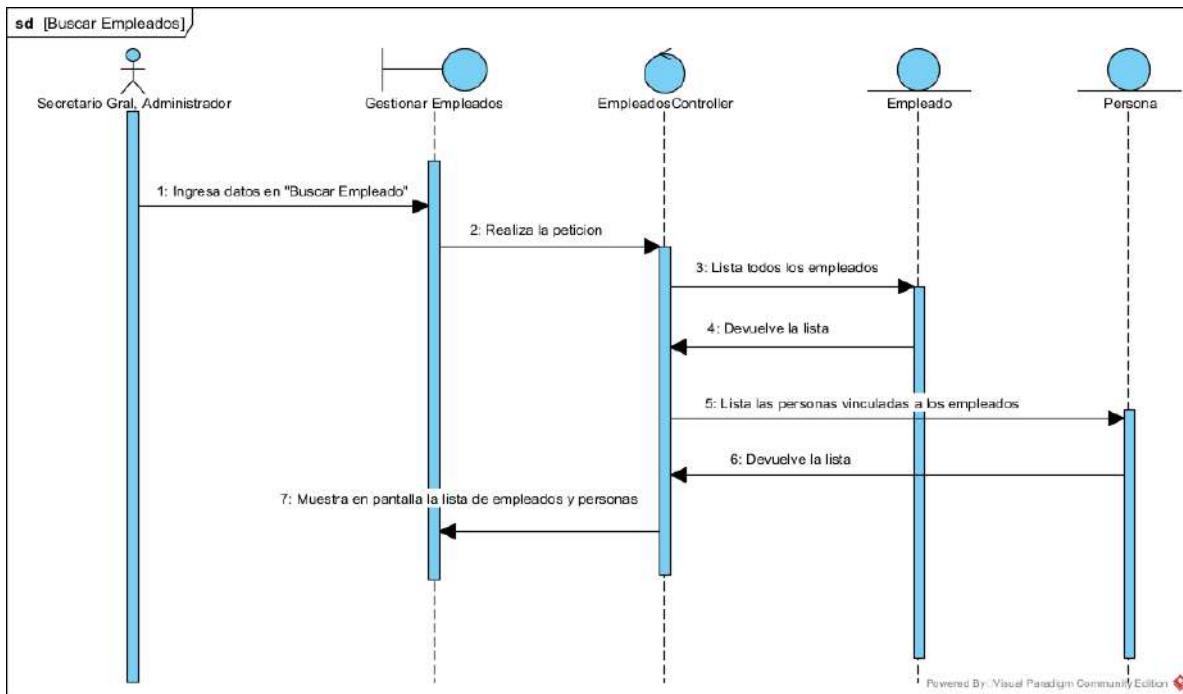 sd [Buscar Empleados]
Secretario Gral, Administrador
Gestionar Empleados
EmpleadosController
Empleado
Persona
1: Ingresa datos en "Buscar Empleado"
2: Realiza la peticion
3: Lista todos los empleados
4: Devuelve la lista
5: Lista las personas vinculadas a los empleados
6: Devuelve la lista
7: Muestra en pantalla la lista de empleados y personas
Powered By: Visual Paradigm Community Edition